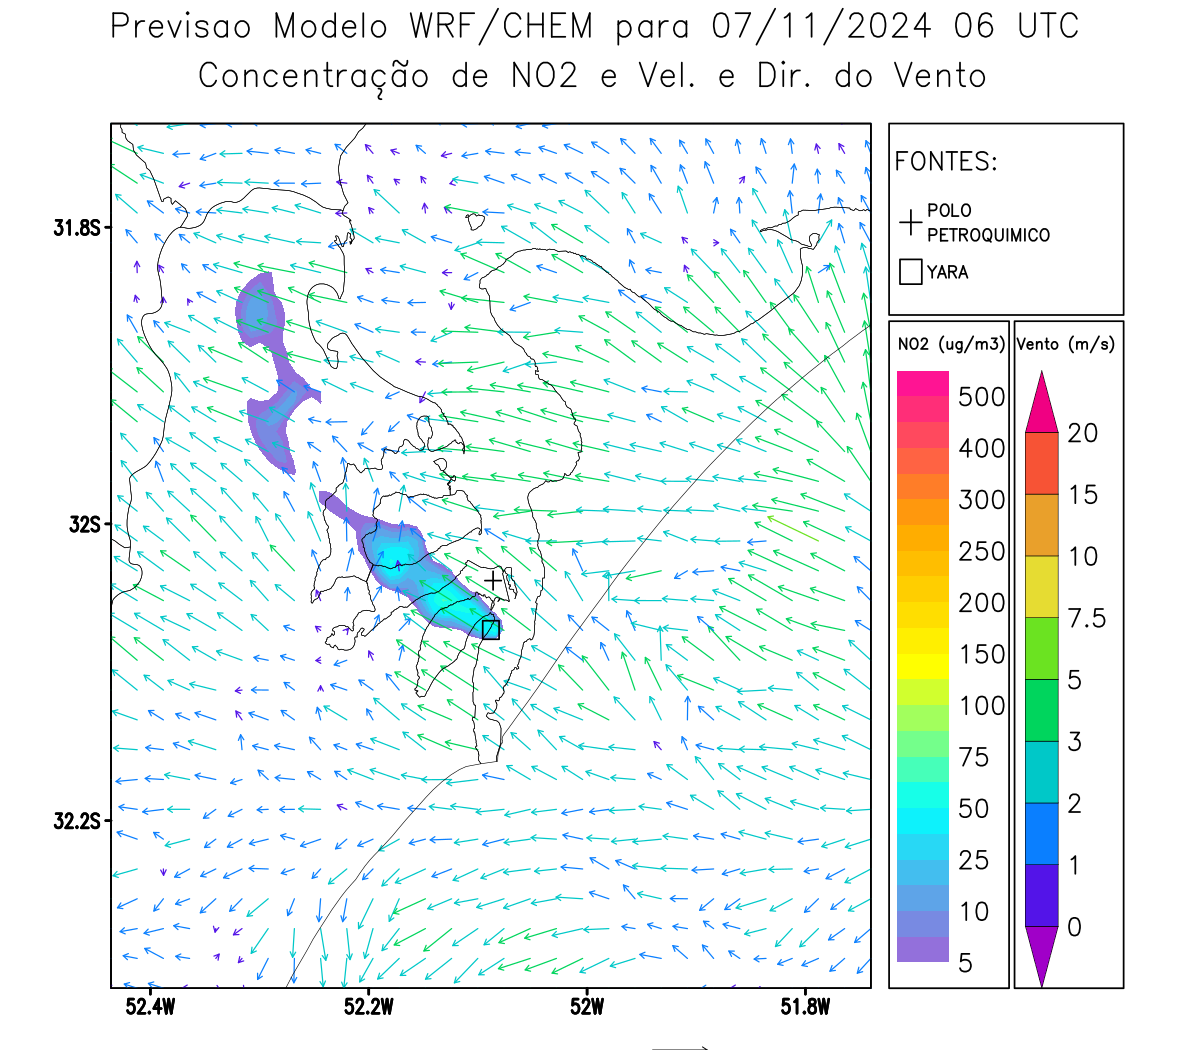 Previsao Modelo WRF/CHEM para 07/11/2024 06 UTC
Concentração de NO2 e Vel. e Dir. do Vento
FONTES:
POLO
PETROQUIMICO
YARA
NO2 (ug/m3)
500
400
300
250
200
150
100
75
50
25
10
5
Vento (m/s)
20
15
10
7.5
5
3
2
1
0
31.8S
32S
32.2S
52.4W
52.2W
52W
51.8W